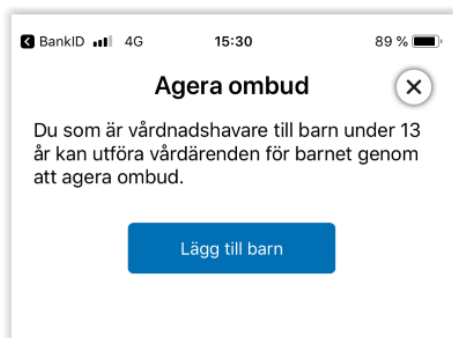 BankID 4G 15:30 89 %
Agera ombud
Du som är vårdnadshavare till barn under 13
år kan utföra vårdärenden för barnet genom
att agera ombud.
Lägg till barn